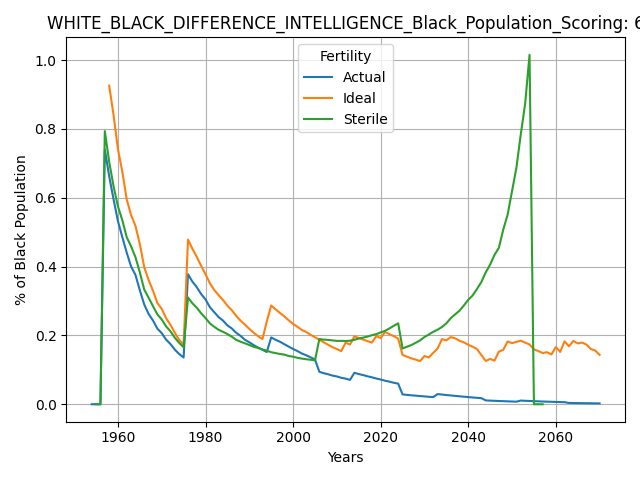 WHITE_BLACK_DIFFERENCE_INTELLIGENCE_Black_Population_Scoring: 6
Fertility
Actual
Ideal
Sterile
% of Black Population
1.0
0.8
0.6
0.4
0.2
0.0
1960 1980 2000 2020 2040 2060
Years